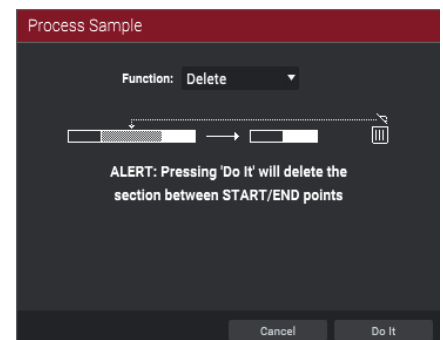 Process Sample
Function: Delete
ALERT: Pressing 'Do It' will delete the
section between START/END points
Cancel Do It